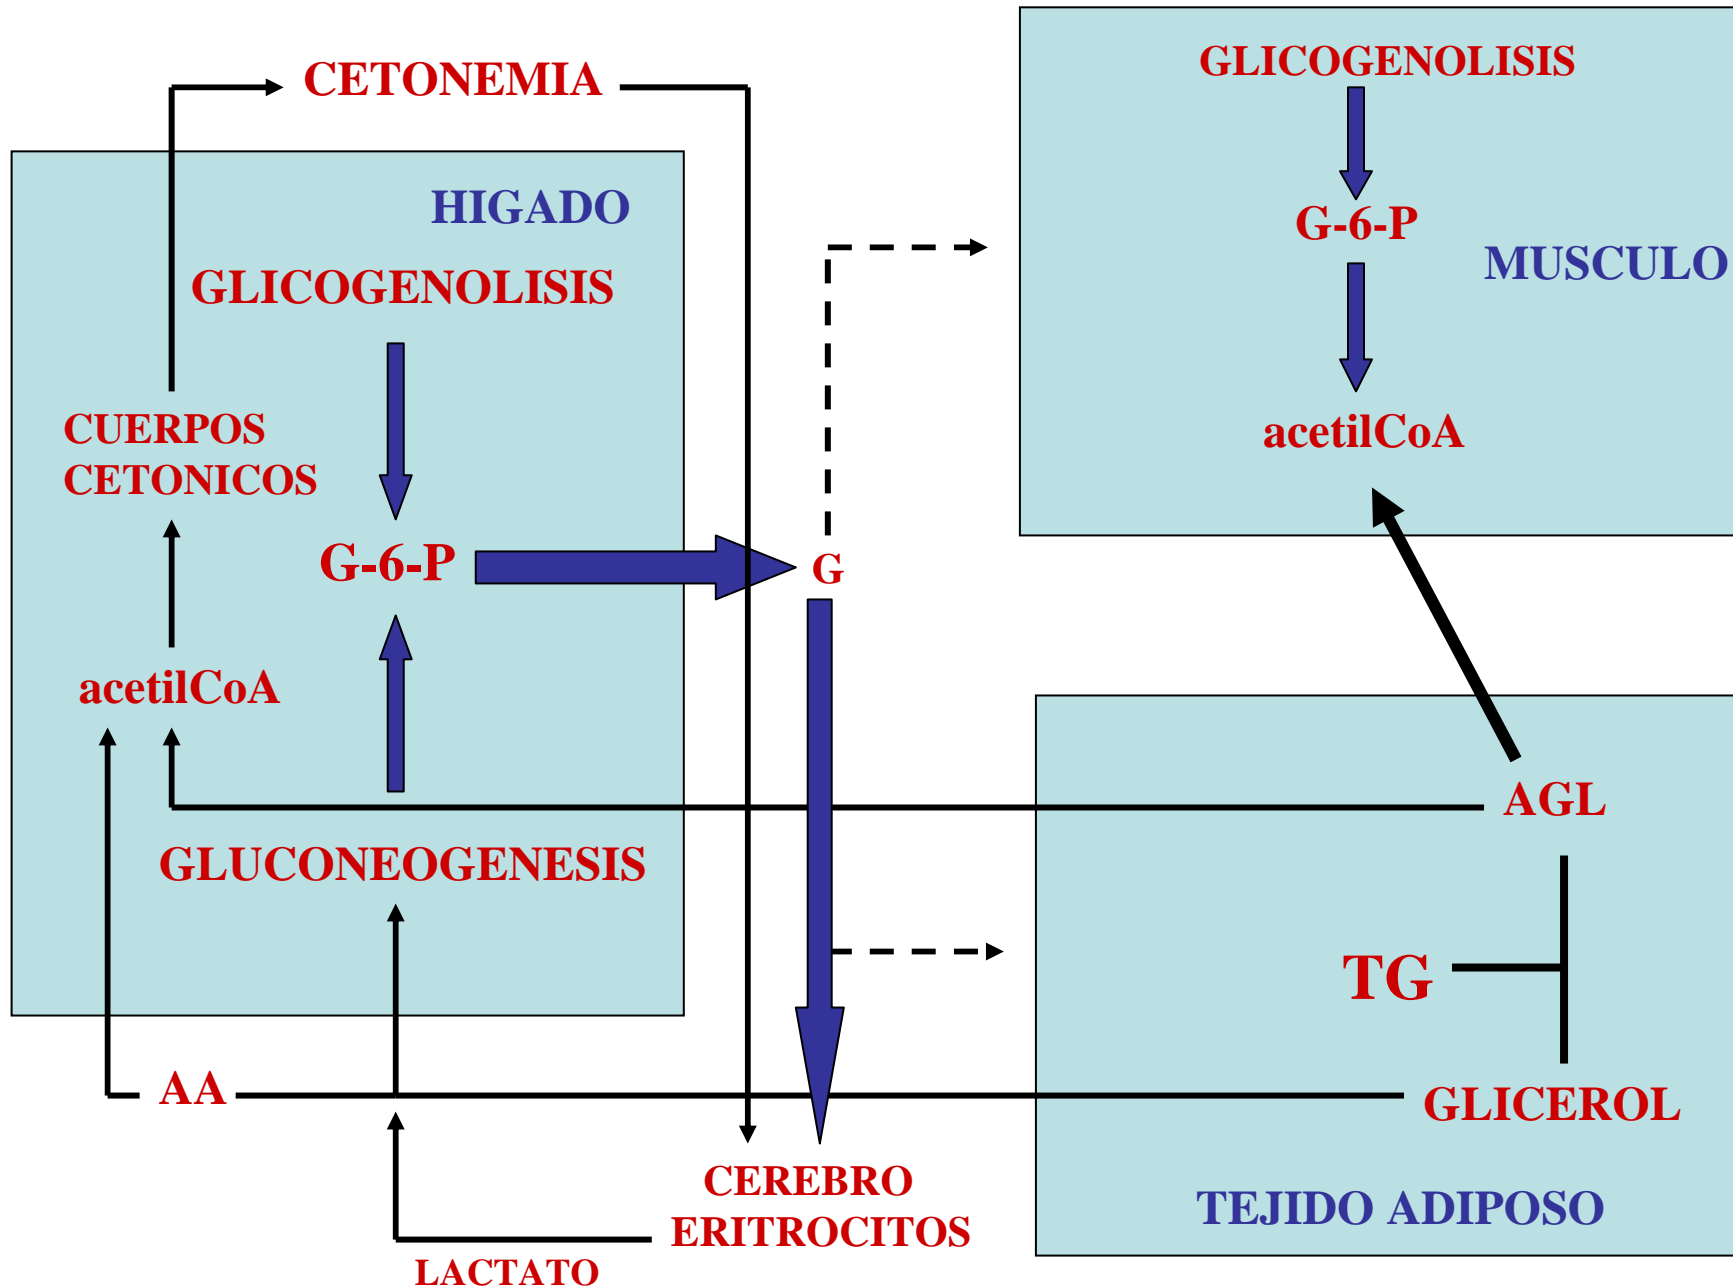 CETONEMIA
HIGADO
GLICOGENOLISIS
CUERPOS
CETONICOS
G-6-P
acetilCoA
GLUCONEOGENESIS
AA
G
GLICOGENOLISIS
G-6-P
MUSCULO
acetilCoA
AGL
TG
GLICEROL
TEJIDO ADIPOSO
CEREBRO
ERITROCITOS
LACTATO